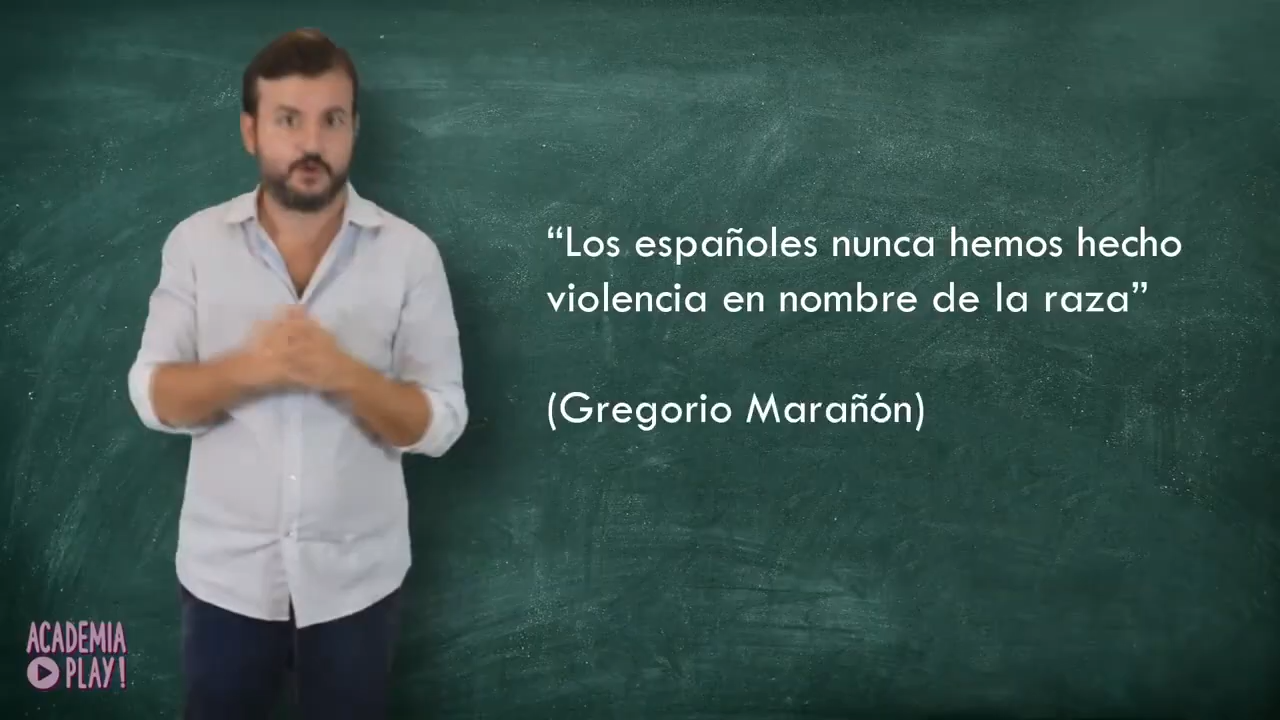 “Los españoles nunca hemos hecho
violencia en nombre de la raza”
(Gregorio Marañón)
ACADEMIA
PLAY!